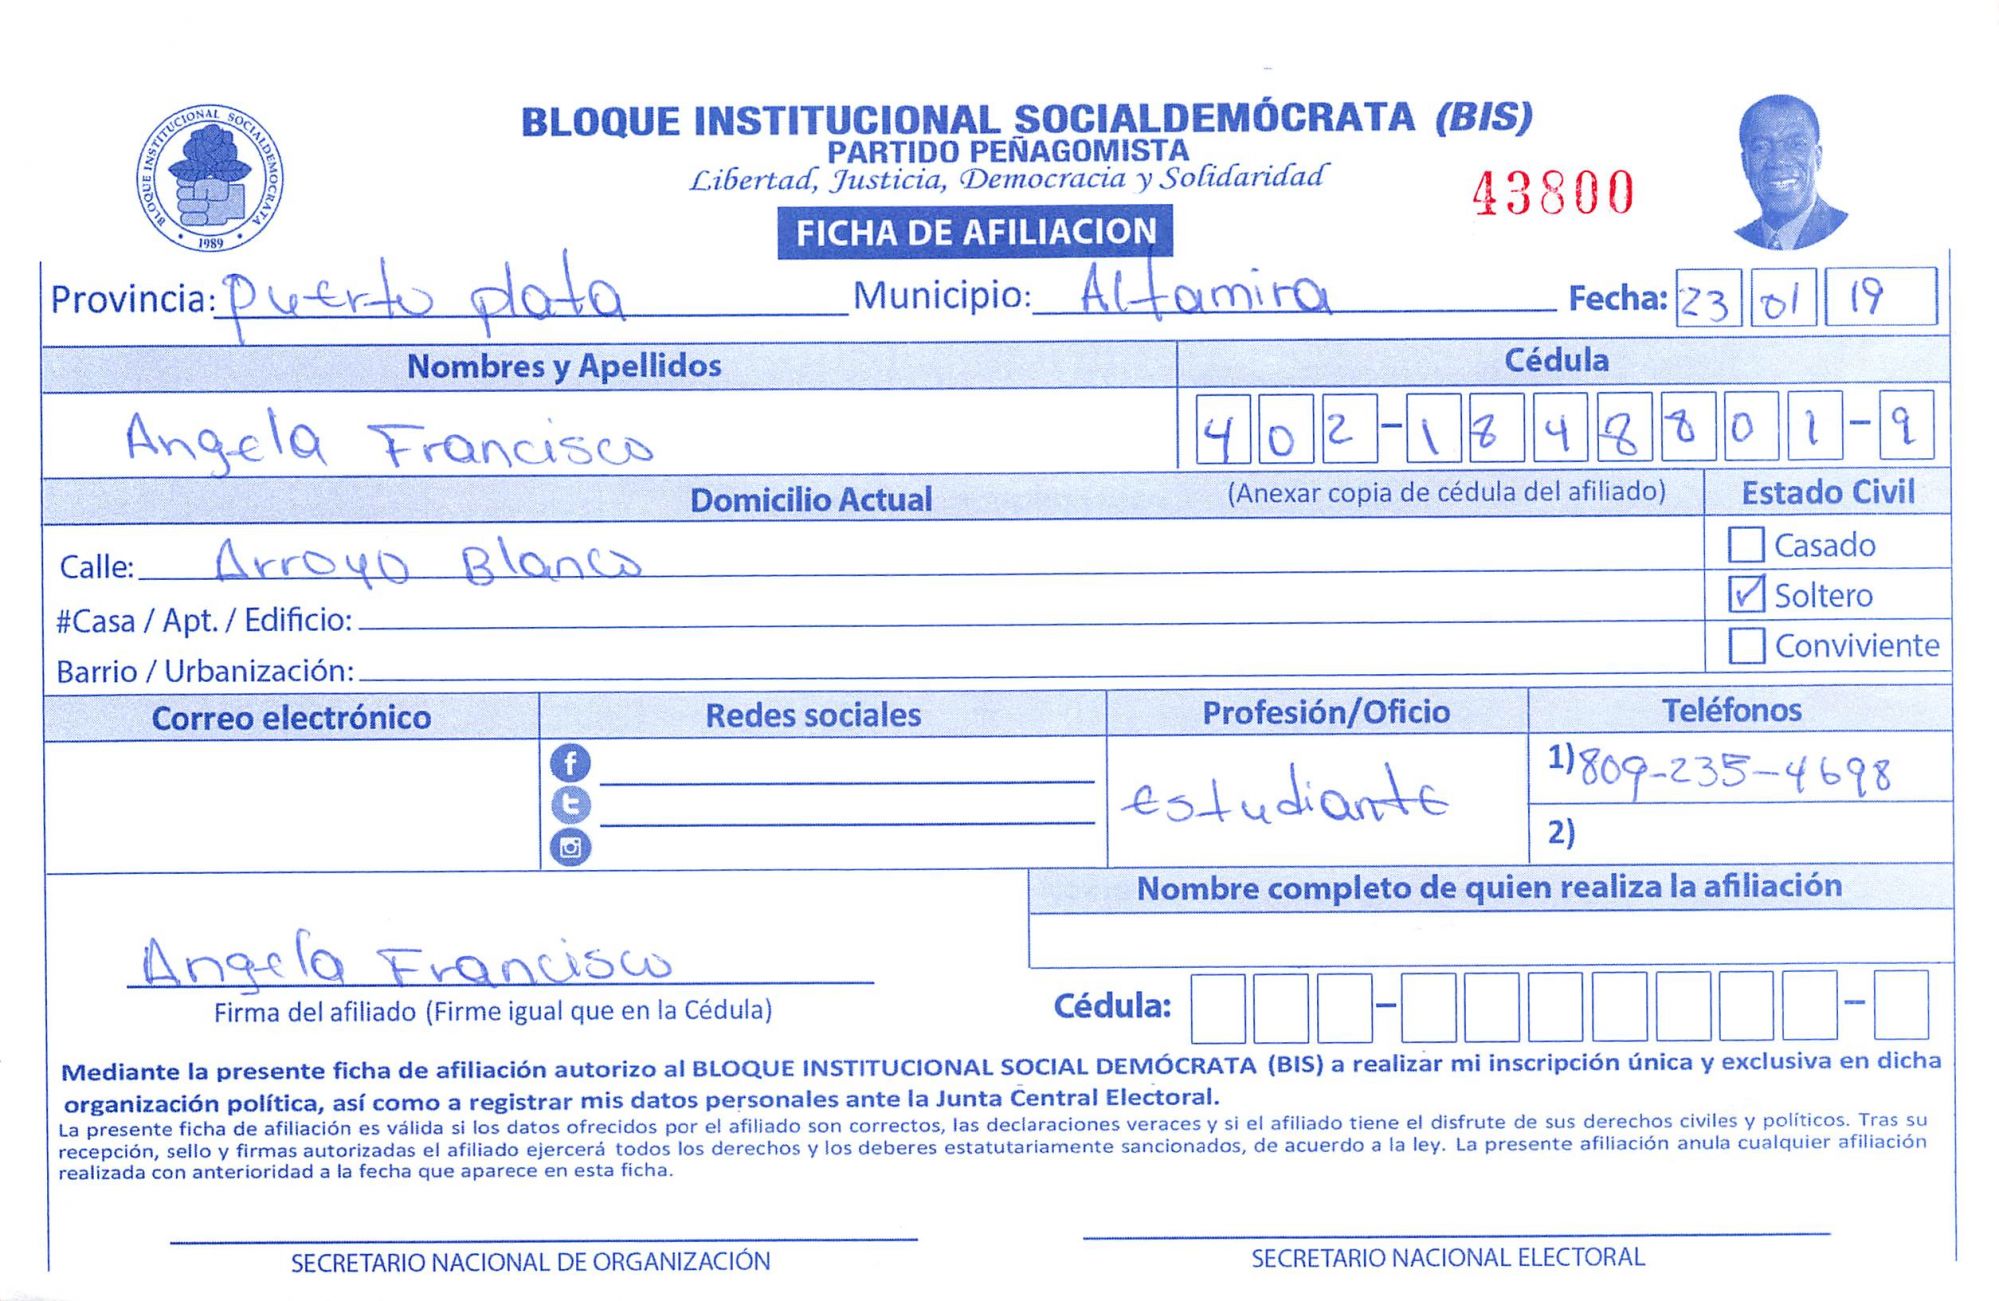 BLOQUE INSTITUCIONAL SOCIALDEMOCRATA
1989
BLOQUE INSTITUCIONAL SOCIALDEMÓCRATA (BIS)
PARTIDO PEÑAGOMISTA
Libertad, Justicia, Democracia y Solidaridad
43800
FICHA DE AFILIACION
Provincia: Puerto plata Municipio: Altamira Fecha: 23 01 19
Nombres y Apellidos Cédula
Angela Francisco 402-1848801-9
Domicilio Actual (Anexar copia de cédula del afiliado) Estado Civil
Calle: Arroyo Blanco Casado
#Casa / Apt. / Edificio: Soltero
Barrio / Urbanización: Conviviente
Correo electrónico Redes sociales Profesión/Oficio Teléfonos
estudiante 1) 809-235-4698
2)
Nombre completo de quien realiza la afiliación
Angela Francisco
Firma del afiliado (Firme igual que en la Cédula) Cédula: - -
Mediante la presente ficha de afiliación autorizo al BLOQUE INSTITUCIONAL SOCIAL DEMÓCRATA (BIS) a realizar mi inscripción única y exclusiva en dicha
organización política, así como a registrar mis datos personales ante la Junta Central Electoral.
La presente ficha de afiliación es válida si los datos ofrecidos por el afiliado son correctos, las declaraciones veraces y si el afiliado tiene el disfrute de sus derechos civiles y políticos. Tras su
recepción, sello y firmas autorizadas el afiliado ejercerá todos los derechos y los deberes estatutariamente sancionados, de acuerdo a la ley. La presente afiliación anula cualquier afiliación
realizada con anterioridad a la fecha que aparece en esta ficha.
SECRETARIO NACIONAL DE ORGANIZACIÓN SECRETARIO NACIONAL ELECTORAL